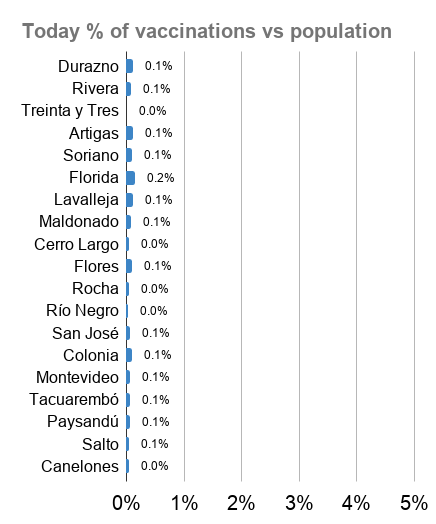 Today % of vaccinations vs population
Durazno 0.1%
Rivera 0.1%
Treinta y Tres 0.0%
Artigas 0.1%
Soriano 0.1%
Florida 0.2%
Lavalleja 0.1%
Maldonado 0.1%
Cerro Largo 0.0%
Flores 0.1%
Rocha 0.0%
Río Negro 0.0%
San José 0.1%
Colonia 0.1%
Montevideo 0.1%
Tacuarembó 0.1%
Paysandú 0.1%
Salto 0.1%
Canelones 0.0%
0% 1% 2% 3% 4% 5%